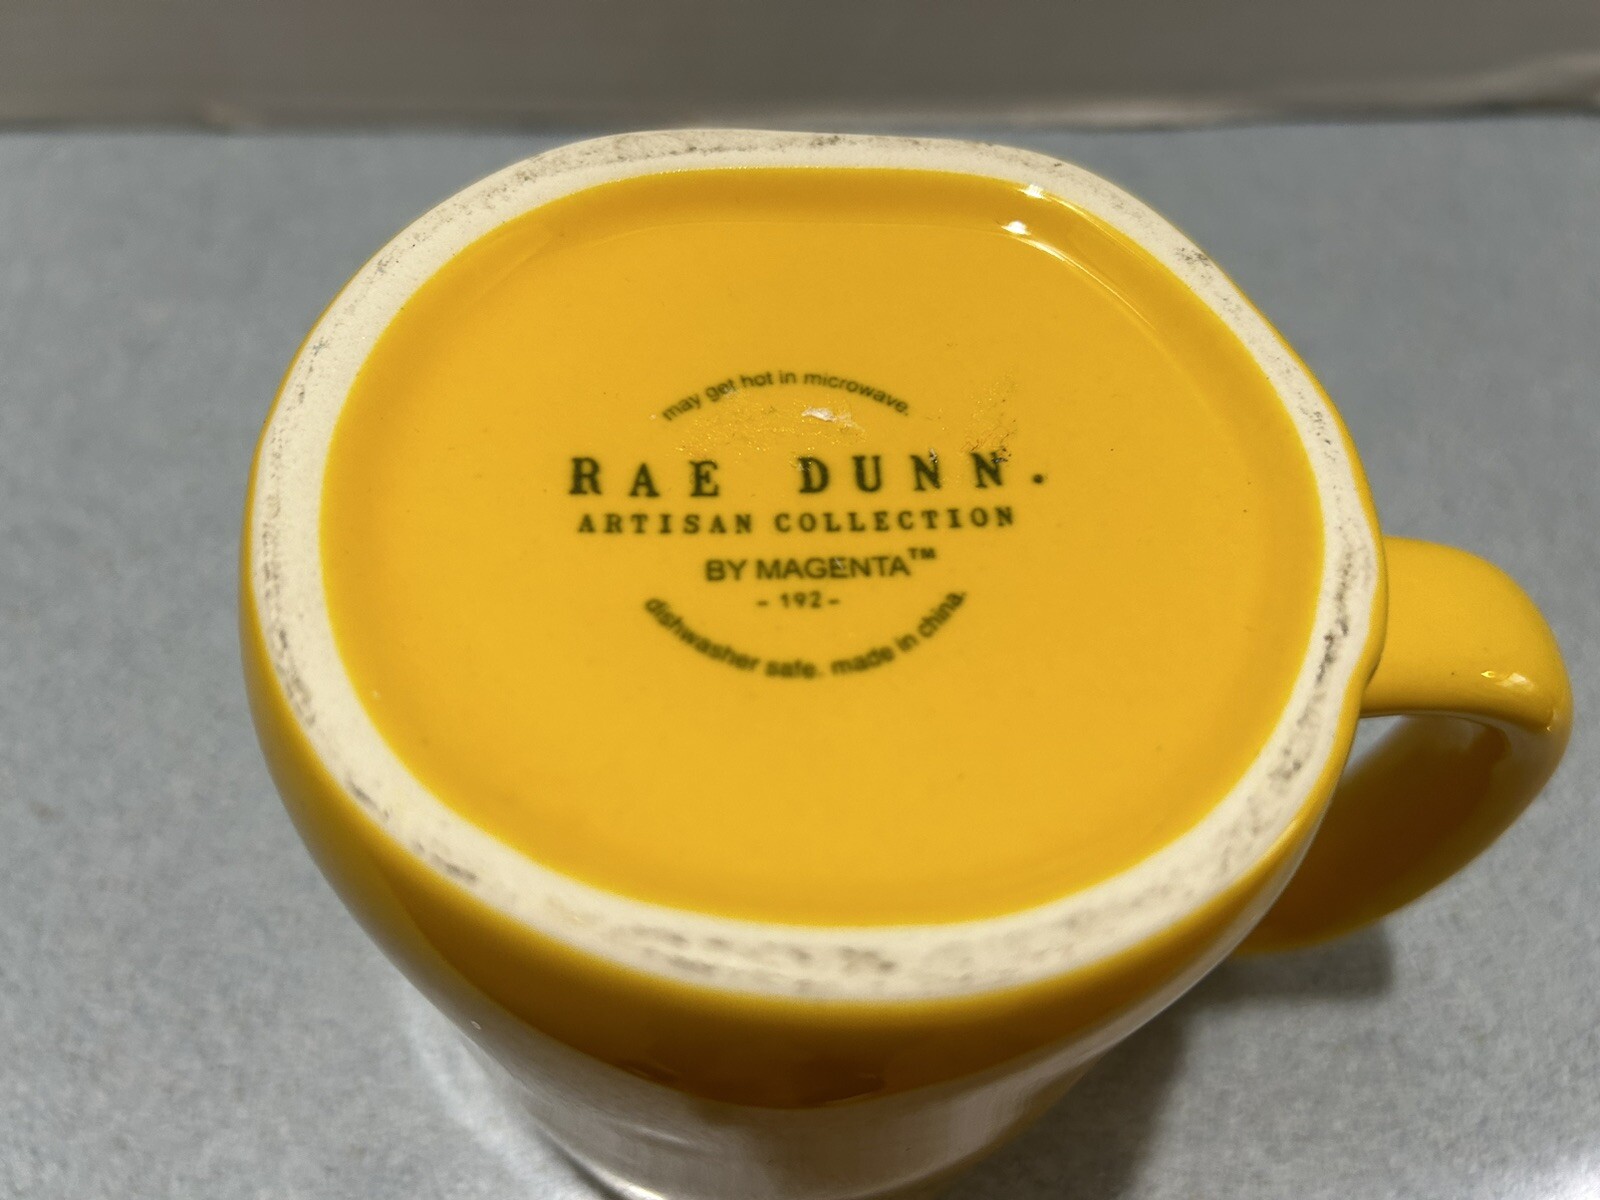 may get hot in microwave.
RAE DUNN.
ARTISAN COLLECTION
BY MAGENTA™
- 192 -
dishwasher safe. made in china.